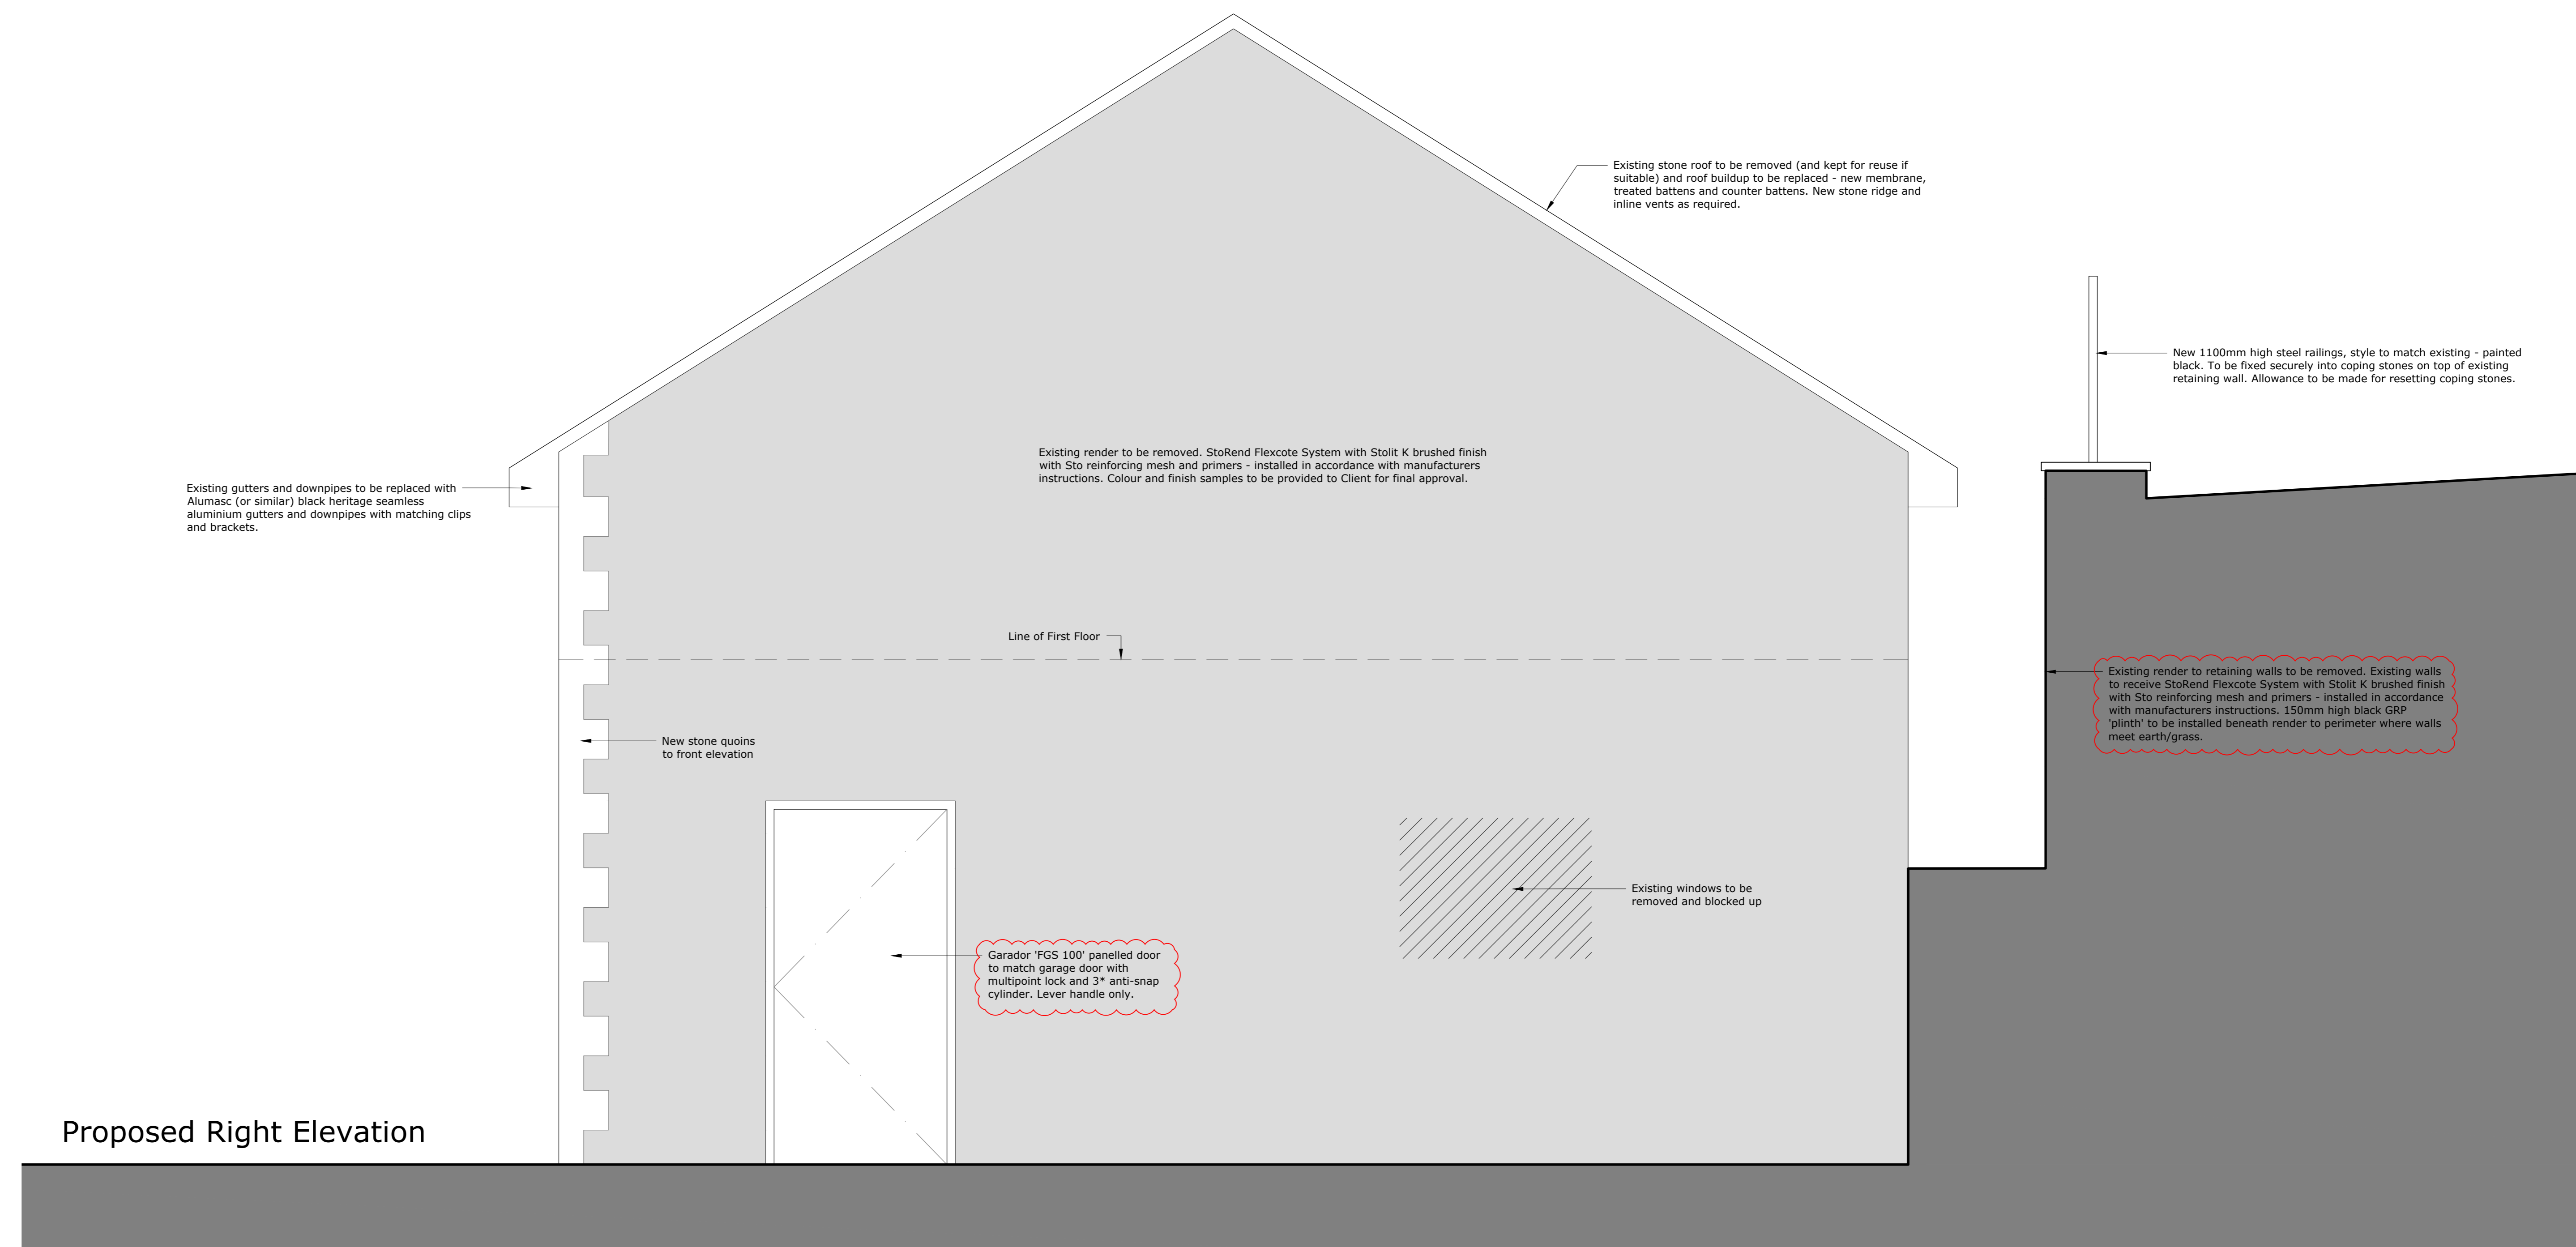 Existing stone roof to be removed (and kept for reuse if
suitable) and roof buildup to be replaced - new membrane,
treated battens and counter battens. New stone ridge and
inline vents as required.
New 1100mm high steel railings, style to match existing - painted
black. To be fixed securely into coping stones on top of existing
retaining wall. Allowance to be made for resetting coping stones.
Existing render to be removed. StoRend Flexcote System with Stolit K brushed finish
with Sto reinforcing mesh and primers - installed in accordance with manufacturers
instructions. Colour and finish samples to be provided to Client for final approval.
Existing gutters and downpipes to be replaced with
Alumasc (or similar) black heritage seamless
aluminium gutters and downpipes with matching clips
and brackets.
Line of First Floor
Existing render to retaining walls to be removed. Existing walls
to receive StoRend Flexcote System with Stolit K brushed finish
with Sto reinforcing mesh and primers - installed in accordance
with manufacturers instructions. 150mm high black GRP
'plinth' to be installed beneath render to perimeter where walls
meet earth/grass.
New stone quoins
to front elevation
Existing windows to be
removed and blocked up
Garador 'FGS 100' panelled door
to match garage door with
multipoint lock and 3* anti-snap
cylinder. Lever handle only.
Proposed Right Elevation